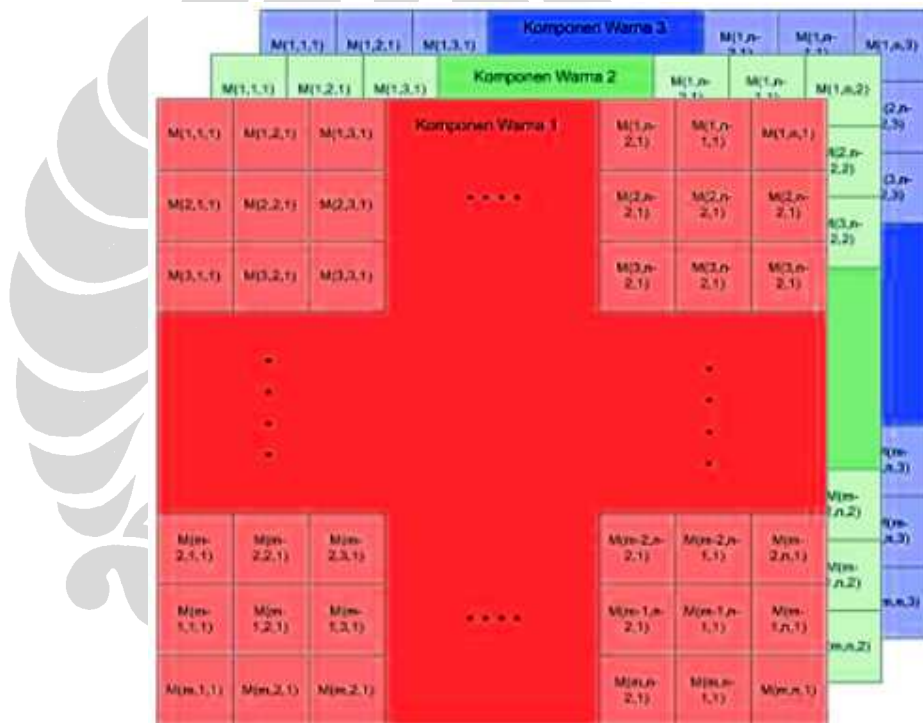 Komponen Warna 3
M(1,1,1) M(1,2,1) M(1,3,1) M(1,n- M(1,n- M(1,n,3)
Komponen Warna 2
M(1,1,1) M(1,2,1) M(1,3,1) M(1,n- M(1,n- M(1,n,2)
Komponen Warna 1
M(1,1,1) M(1,2,1) M(1,3,1) M(1,n-2,1) M(1,n-1,1) M(1,n,1)
M(2,1,1) M(2,2,1) M(2,3,1) M(2,n-2,1) M(2,n-2,1) M(2,n-2,1)
M(3,1,1) M(3,2,1) M(3,3,1) M(3,n-2,1) M(3,n-2,1) M(3,n-2,1)
M(m-2,1,1) M(m-2,2,1) M(m-2,3,1) M(m-2,n-2,1) M(m-2,n-1,1) M(m-2,n,1)
M(m-1,1,1) M(m-1,2,1) M(m-1,3,1) M(m-1,n-2,1) M(m-1,n-1,1) M(m-1,n,1)
M(m,1,1) M(m,2,1) M(m,2,1) M(m,n-2,1) M(m,n-1,1) M(m,n,1)